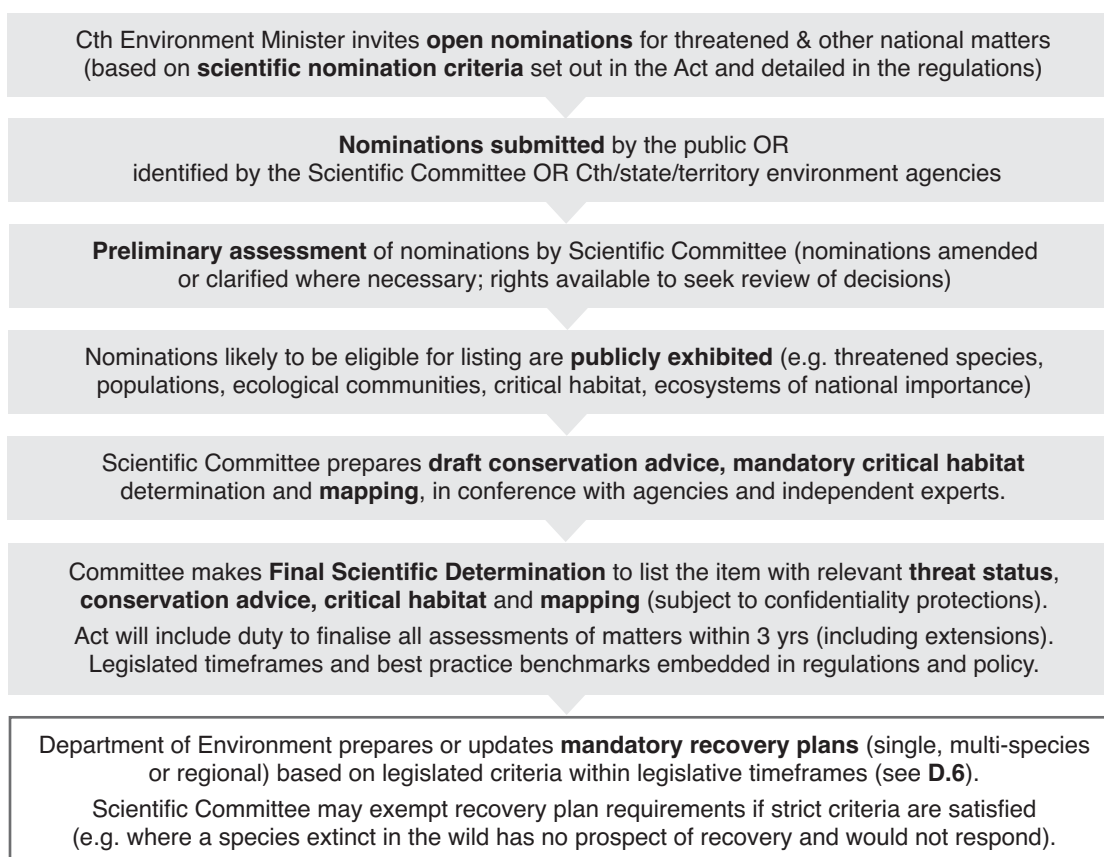 Cth Environment Minister invites open nominations for threatened & other national matters
(based on scientific nomination criteria set out in the Act and detailed in the regulations)
Nominations submitted by the public OR
identified by the Scientific Committee OR Cth/state/territory environment agencies
Preliminary assessment of nominations by Scientific Committee (nominations amended
or clarified where necessary; rights available to seek review of decisions)
Nominations likely to be eligible for listing are publicly exhibited (e.g. threatened species,
populations, ecological communities, critical habitat, ecosystems of national importance)
Scientific Committee prepares draft conservation advice, mandatory critical habitat
determination and mapping, in conference with agencies and independent experts.
Committee makes Final Scientific Determination to list the item with relevant threat status,
conservation advice, critical habitat and mapping (subject to confidentiality protections).
Act will include duty to finalise all assessments of matters within 3 yrs (including extensions).
Legislated timeframes and best practice benchmarks embedded in regulations and policy.
Department of Environment prepares or updates mandatory recovery plans (single, multi-species
or regional) based on legislated criteria within legislative timeframes (see D.6).
Scientific Committee may exempt recovery plan requirements if strict criteria are satisfied
(e.g. where a species extinct in the wild has no prospect of recovery and would not respond).